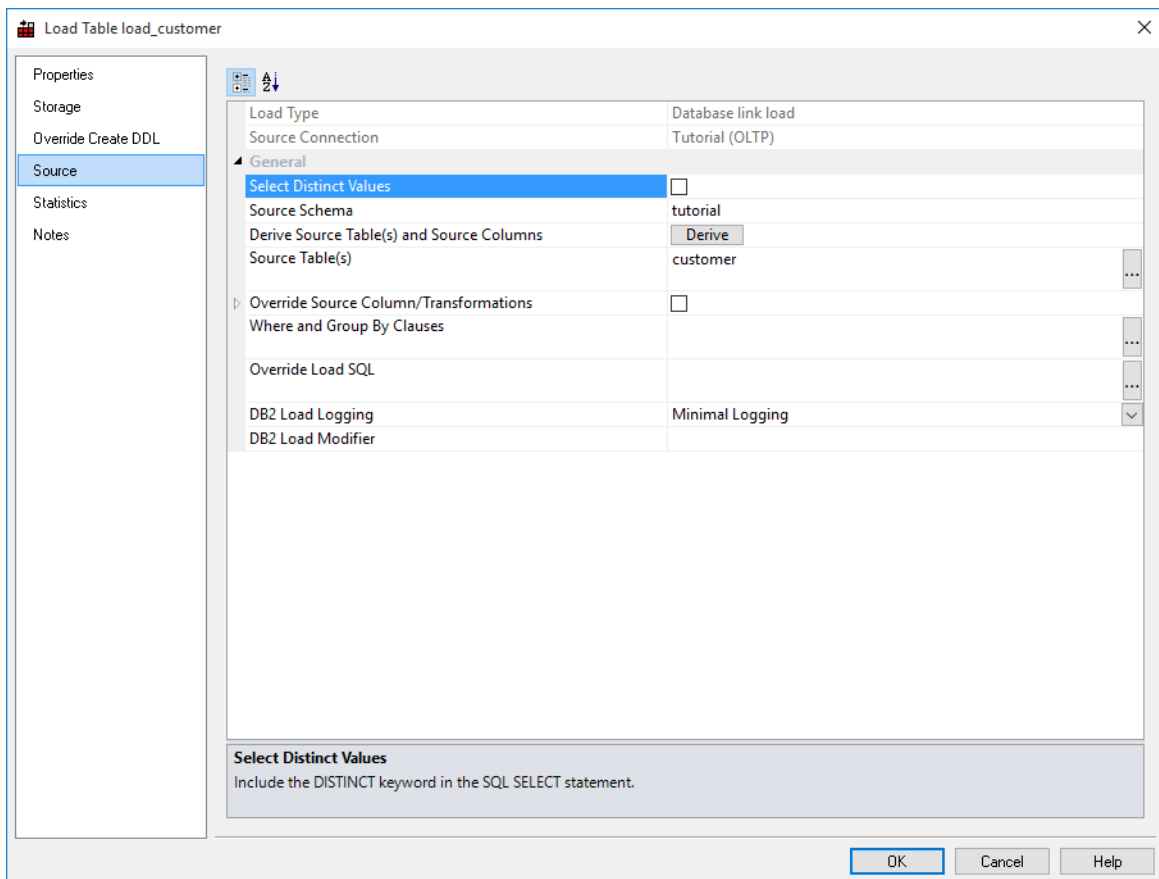 Load Table load_customer
Properties
Storage
Override Create DDL
Source
Statistics
Notes
Load Type Database link load
Source Connection Tutorial (OLTP)
General
Select Distinct Values
Source Schema tutorial
Derive Source Table(s) and Source Columns Derive
Source Table(s) customer ...
Override Source Column/Transformations
Where and Group By Clauses ...
Override Load SQL ...
DB2 Load Logging Minimal Logging
DB2 Load Modifier
Select Distinct Values
Include the DISTINCT keyword in the SQL SELECT statement.
OK Cancel Help